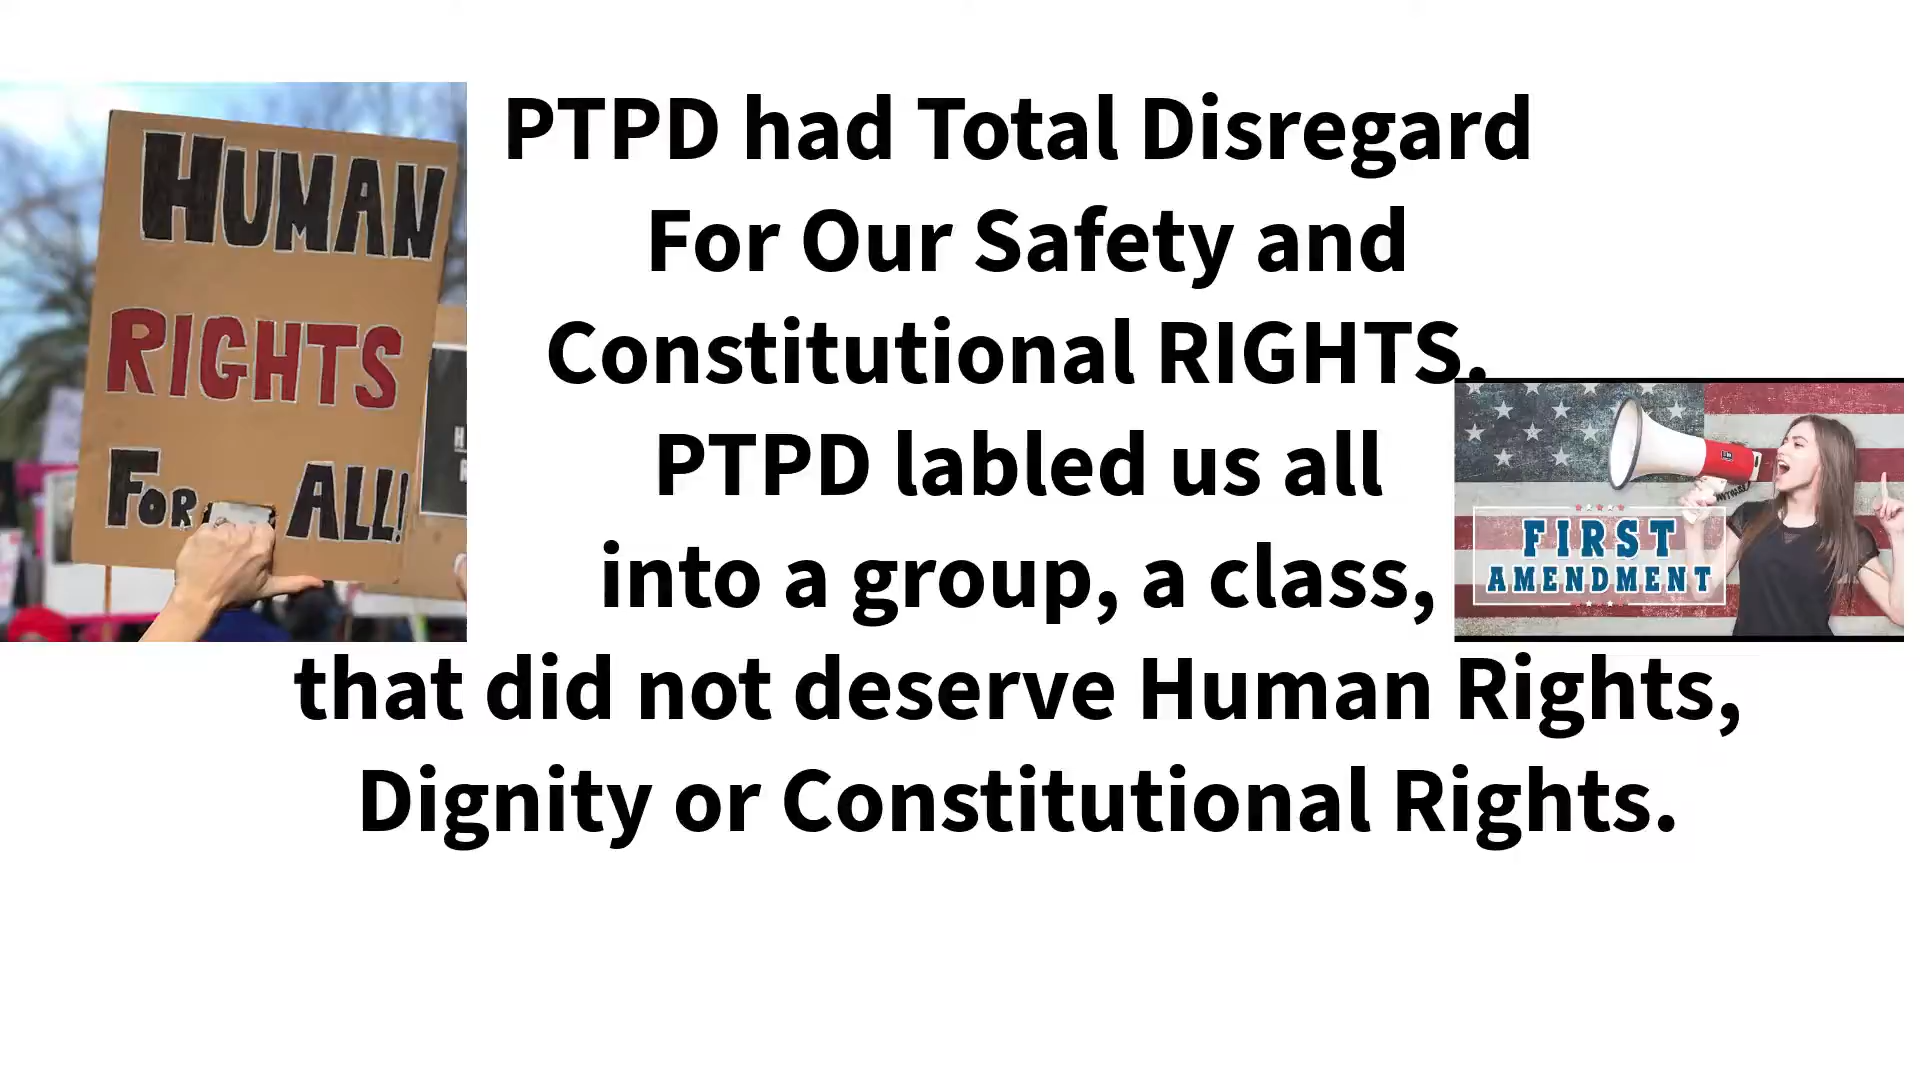 HUMAN
RIGHTS
FOR ALL!
PTPD had Total Disregard
For Our Safety and
Constitutional RIGHTS.
PTPD labled us all
into a group, a class,
that did not deserve Human Rights,
Dignity or Constitutional Rights.
FIRST
AMENDMENT